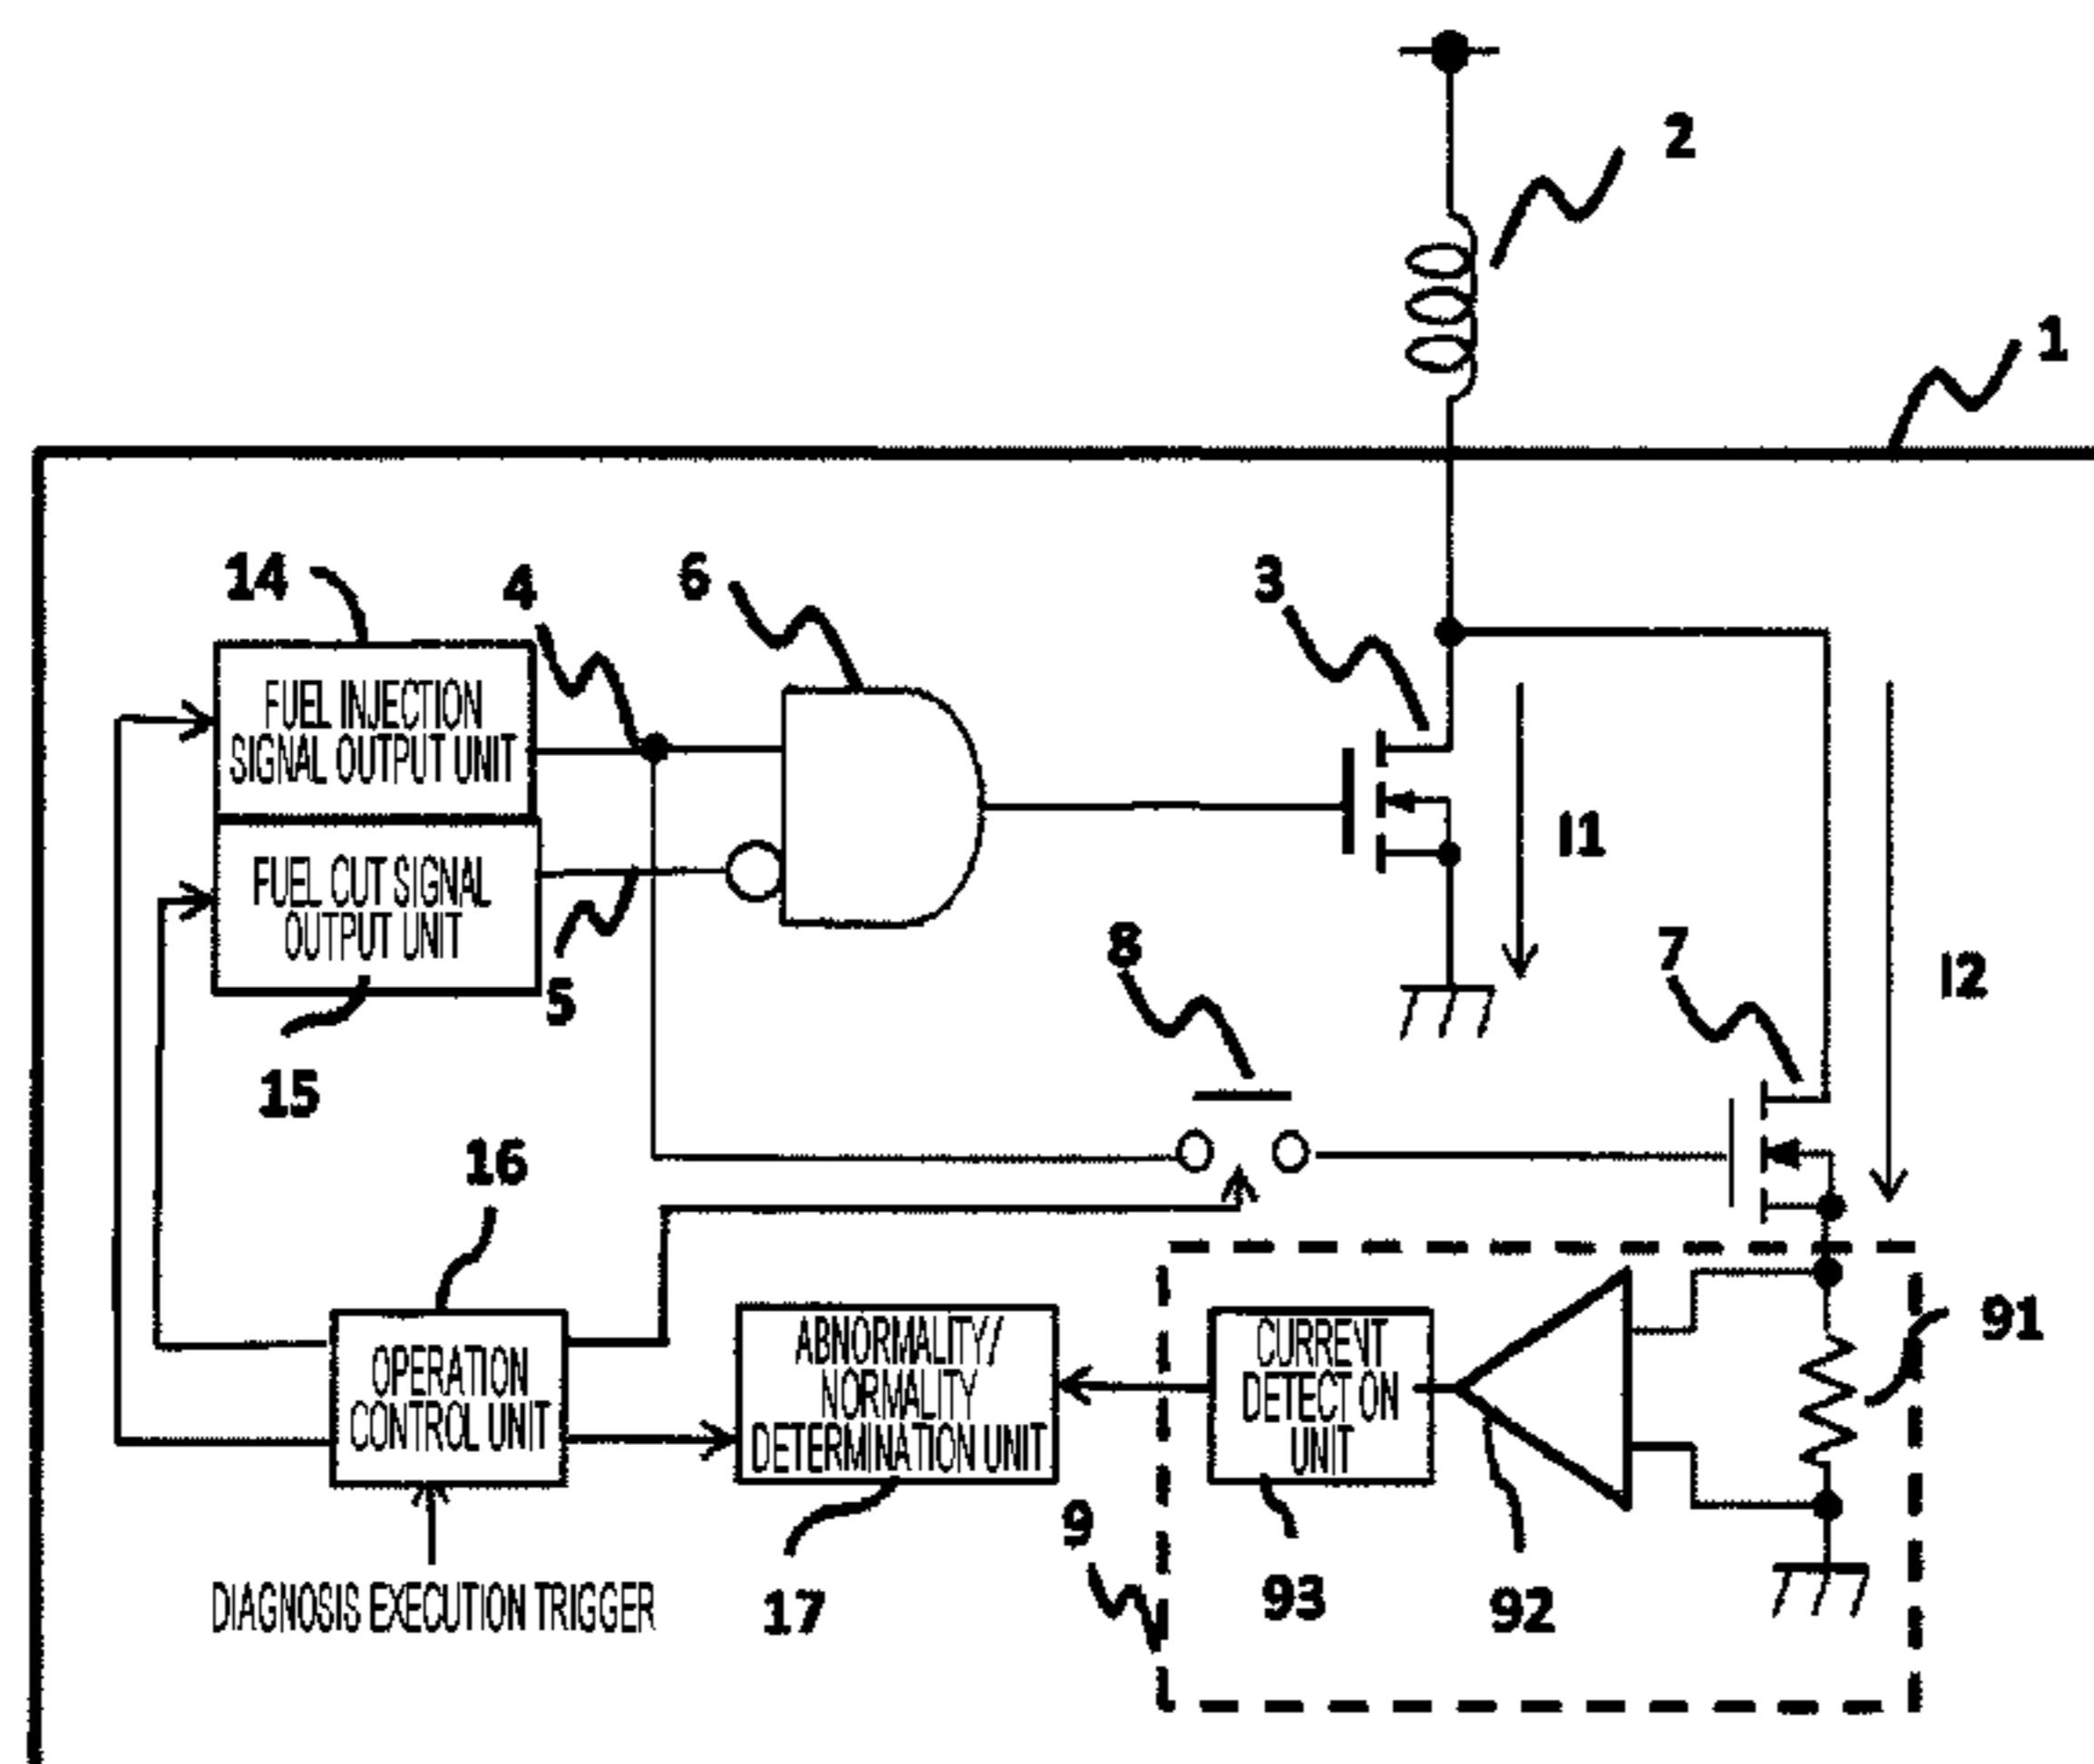 2
1
14
4
6
3
FUEL INJECTION
SIGNAL OUTPUT UNIT
I1
FUEL CUT SIGNAL
OUTPUT UNIT
8
7
I2
5
15
16
91
ABNORMALITY/
NORMALITY
DETERMINATION UNIT
CURRENT
DETECT ON
UNIT
OPERATION
CONTROL UNIT
9
93
92
17
DIAGNOSIS EXECUTION TRIGGER